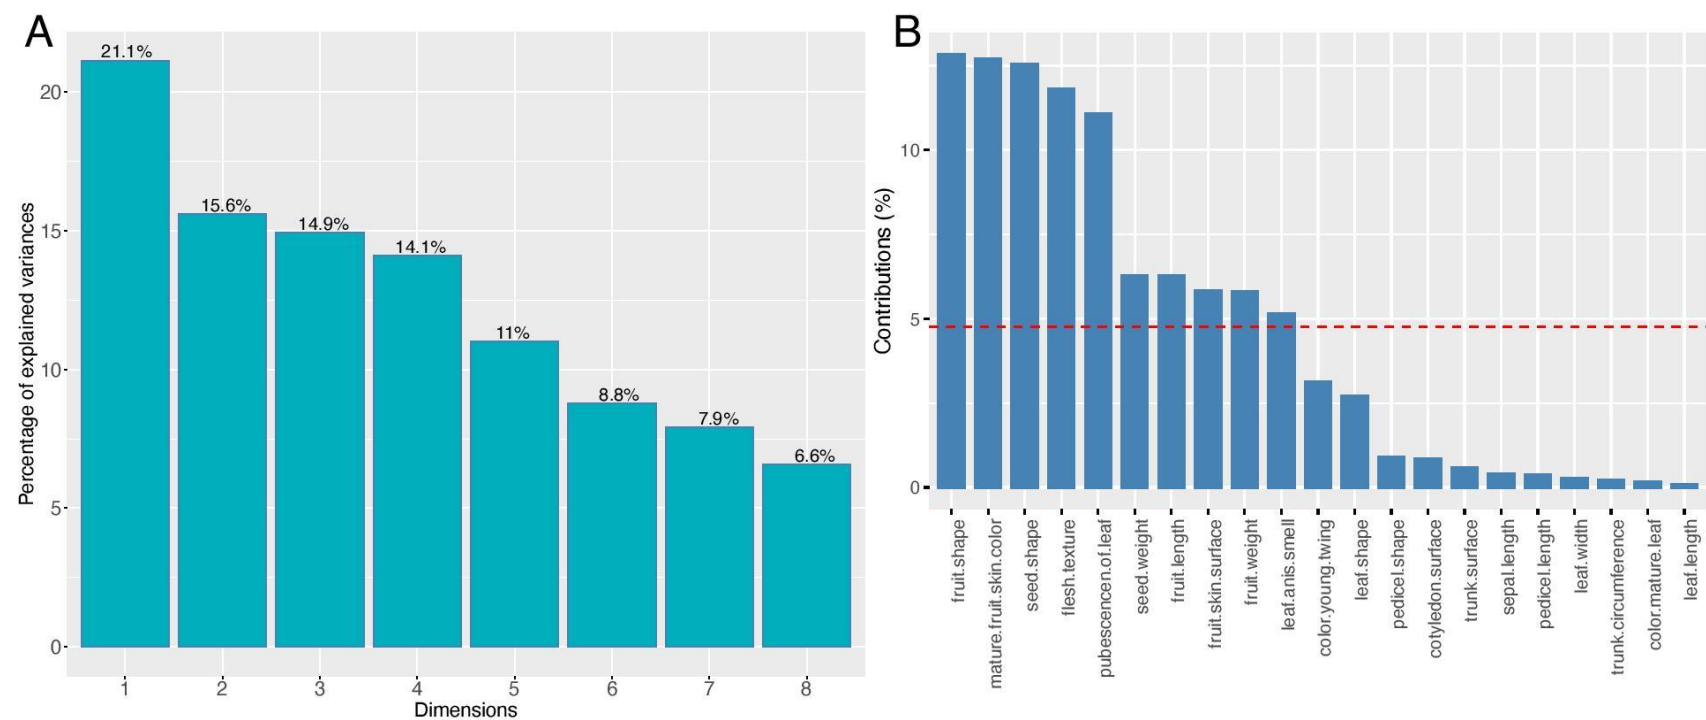 A
21.1%
15.6%
14.9%
14.1%
11%
8.8%
7.9%
6.6%
20
15
10
5
0
Percentage of explained variances
1 2 3 4 5 6 7 8
Dimensions
B
10
5
0
Contributions (%)
fruit.shape
mature.fruit.skin.color
seed.shape
flesh.texture
pubescencen.of.leaf
seed.weight
fruit.length
fruit.skin.surface
fruit.weight
leaf.anis.smell
color.young.twing
leaf.shape
pedicel.shape
cotyledon.surface
trunk.surface
sepal.length
pedicel.length
leaf.width
trunk.circumference
color.mature.leaf
leaf.length